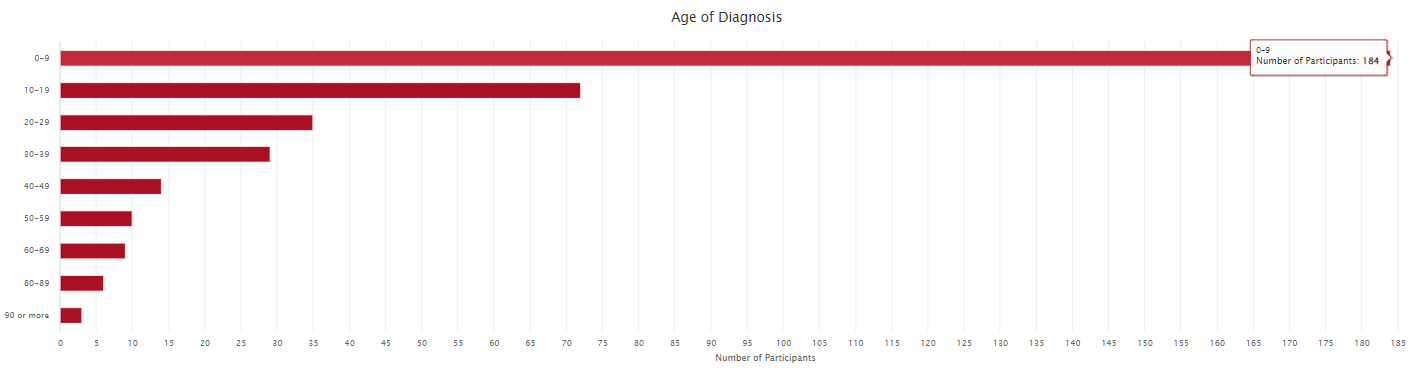 Age of Diagnosis
0-9
0-9
Number of Participants: 184
10-19
20-29
30-39
40-49
50-59
60-69
80-89
90 or more
0 5 10 15 20 25 30 35 40 45 50 55 60 65 70 75 80 85 90 95 100 105 110 115 120 125 130 135 140 145 150 155 160 165 170 175 180 185
Number of Participants